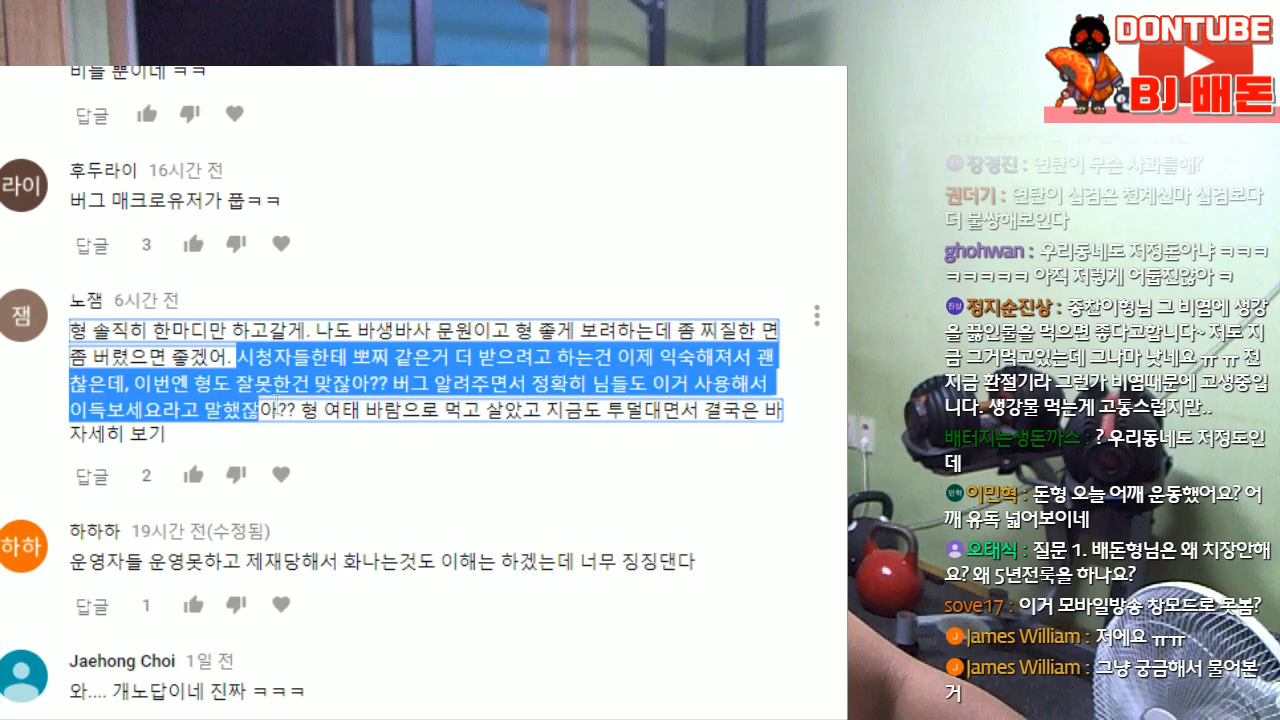 비틀 뿐이네 ㅋㅋ
답글
라이
후두라이 16시간 전
버그 매크로유저가 풉ㅋㅋ
답글 3
잼
노잼 6시간 전
형 솔직히 한마디만 하고갈게. 나도 바생바사 문원이고 형 좋게 보려하는데 좀 찌질한 면
좀 버렸으면 좋겠어. 시청자들한테 뽀찌 같은거 더 받으려고 하는건 이제 익숙해져서 괜
찮은데, 이번엔 형도 잘못한건 맞잖아?? 버그 알려주면서 정확히 님들도 이거 사용해서
이득보세요라고 말했잖아?? 형 여태 바람으로 먹고 살았고 지금도 투덜대면서 결국은 바
자세히 보기
답글 2
하하
하하하 19시간 전(수정됨)
운영자들 운영못하고 제재당해서 화나는것도 이해는 하겠는데 너무 징징댄다
답글 1
Jaehong Choi 1일 전
와.... 개노답이네 진짜 ㅋㅋㅋ
DONTUBE
BJ 배돈
장경진 : 연탄이 무슨 사과를해?
권더기 : 연탄이 십검은 천계신마 십검보다
더 불쌍해보인다
ghohwan : 우리동네도 저정돈아냐 ㅋㅋㅋ
ㅋㅋㅋㅋㅋ 아직 저렇게 어둡진않아 ㅋ
진상 정지순진상 : 종찬이형님 그 비염에 생강
을 끓인물을 먹으면 좋다고합니다~ 저도 지
금 그거먹고있는데 그나마 낫네요 ㅠㅠ 전
지금 환절기라 그런가 비염때문에 고생중입
니다. 생강물 먹는게 고통스럽지만..
배터지는생돈까스 : ? 우리동네도 저정도인
데
민혁 이민혁 : 돈형 오늘 어깨 운동했어요? 어
깨 유독 넓어보이네
오태식 : 질문 1. 배돈형님은 왜 치장안해
요? 왜 5년전룩을 하나요?
sove17 : 이거 모바일방송 창모드로 못봄?
J James William : 저에요 ㅠㅠ
J James William : 그냥 궁금해서 물어본
거